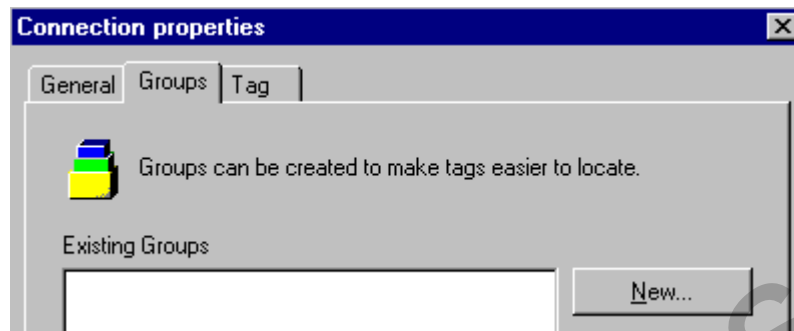 Connection properties
General Groups Tag
Groups can be created to make tags easier to locate.
Existing Groups
New...